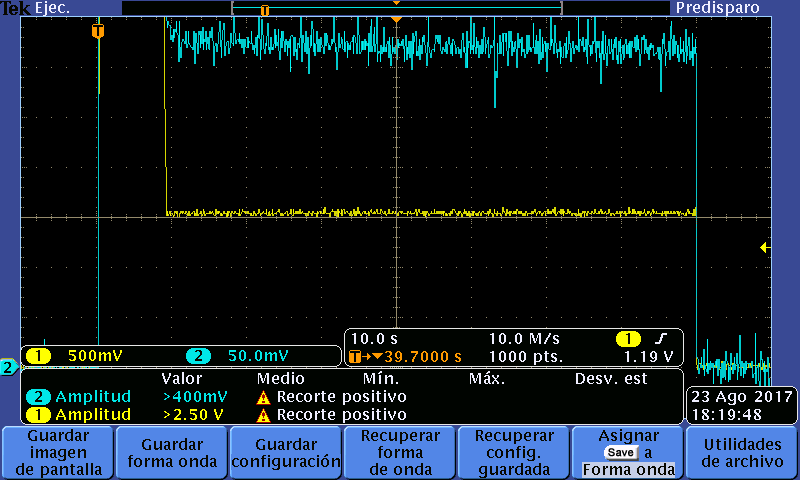 Tek Ejec.
T
Predisparo
T
1 500mV
2 50.0mV
10.0 s
10.0 M/s
1
T→▼39.7000 s
1000 pts.
1.19 V
2
Valor
Medio
Mín.
Máx.
Desv. est
2 Amplitud >400mV Recorte positivo
1 Amplitud >2.50 V Recorte positivo
23 Ago 2017
18:19:48
Guardar
imagen
de pantalla
Guardar
forma onda
Guardar
configuración
Recuperar
forma
de onda
Recuperar
config.
guardada
Asignar
Save a
Forma onda
Utilidades
de archivo